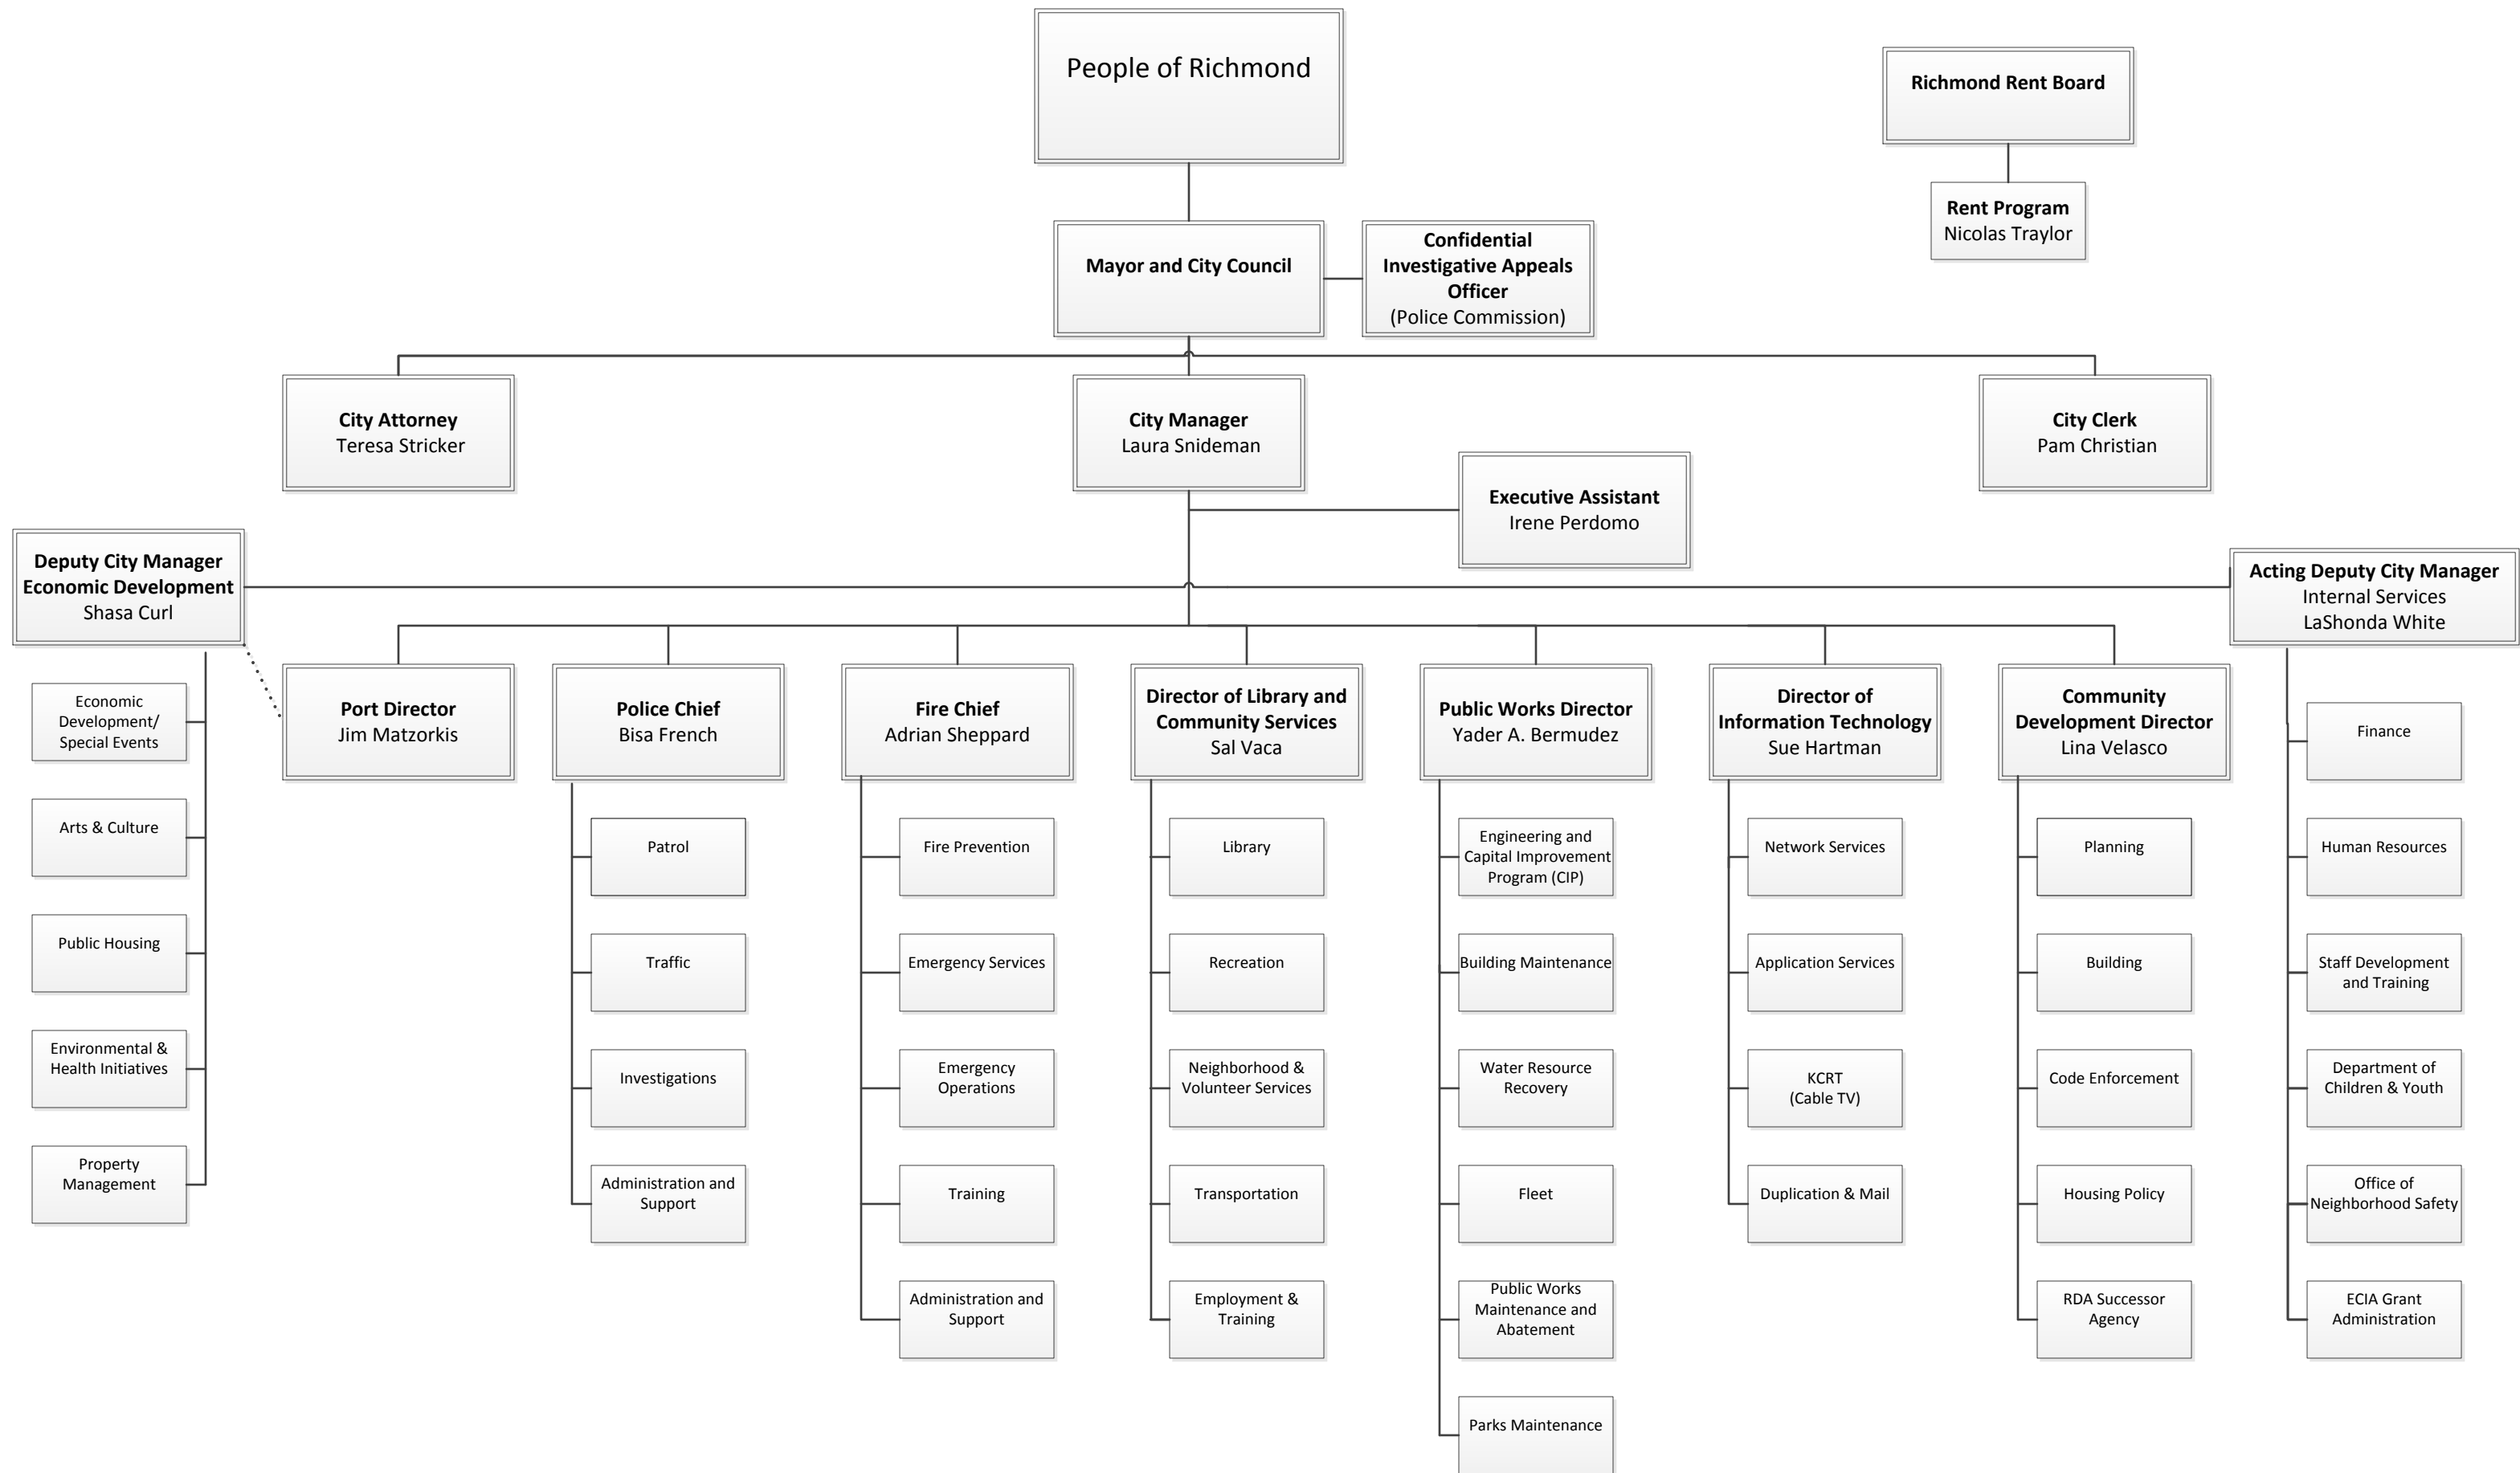 People of Richmond
Richmond Rent Board
Rent Program
Nicolas Traylor
Mayor and City Council
Confidential
Investigative Appeals
Officer
(Police Commission)
City Attorney
Teresa Stricker
City Manager
Laura Snideman
City Clerk
Pam Christian
Executive Assistant
Irene Perdomo
Deputy City Manager
Economic Development
Shasa Curl
Acting Deputy City Manager
Internal Services
LaShonda White
Port Director
Jim Matzorkis
Police Chief
Bisa French
Fire Chief
Adrian Sheppard
Director of Library and
Community Services
Sal Vaca
Public Works Director
Yader A. Bermudez
Director of
Information Technology
Sue Hartman
Community
Development Director
Lina Velasco
Economic
Development/
Special Events
Arts & Culture
Public Housing
Environmental &
Health Initiatives
Property
Management
Patrol
Traffic
Investigations
Administration and
Support
Fire Prevention
Emergency Services
Emergency
Operations
Training
Administration and
Support
Library
Recreation
Neighborhood &
Volunteer Services
Transportation
Employment &
Training
Engineering and
Capital Improvement
Program (CIP)
Building Maintenance
Water Resource
Recovery
Fleet
Public Works
Maintenance and
Abatement
Parks Maintenance
Network Services
Application Services
KCRT
(Cable TV)
Duplication & Mail
Planning
Building
Code Enforcement
Housing Policy
RDA Successor
Agency
Finance
Human Resources
Staff Development
and Training
Department of
Children & Youth
Office of
Neighborhood Safety
ECIA Grant
Administration